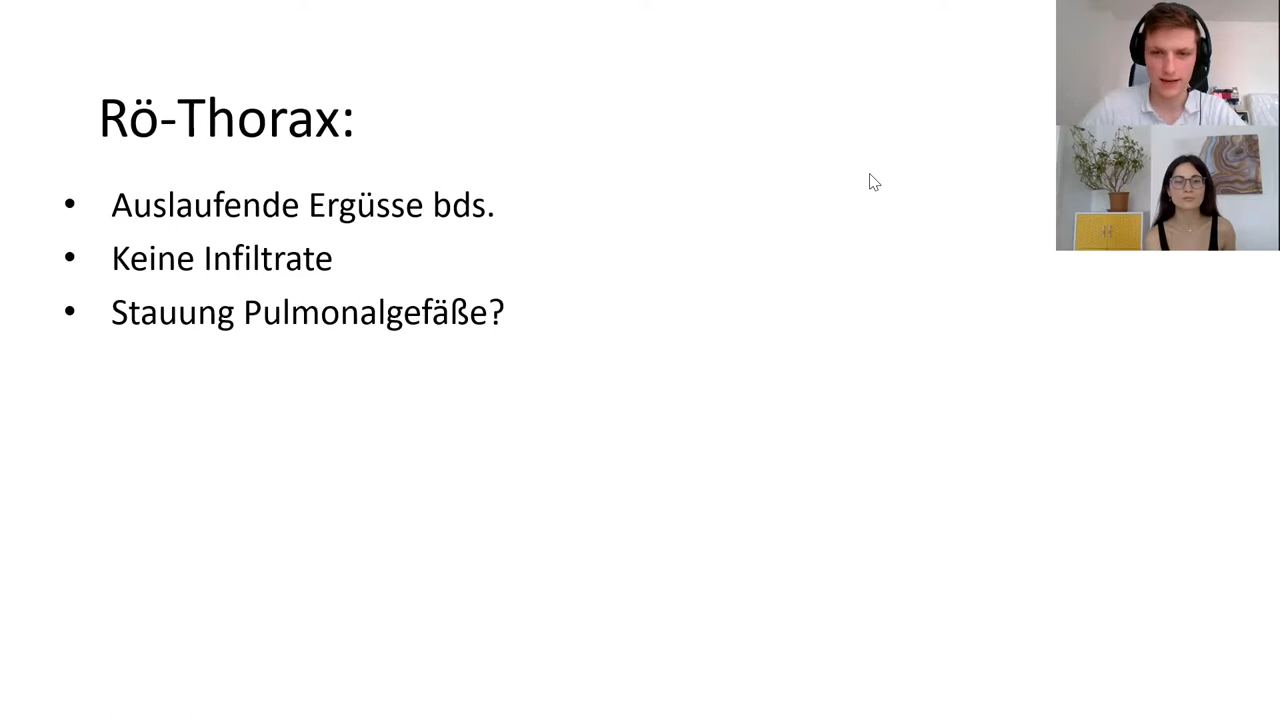 Rö-Thorax:
• Auslaufende Ergüsse bds.
• Keine Infiltrate
• Stauung Pulmonalgefäße?